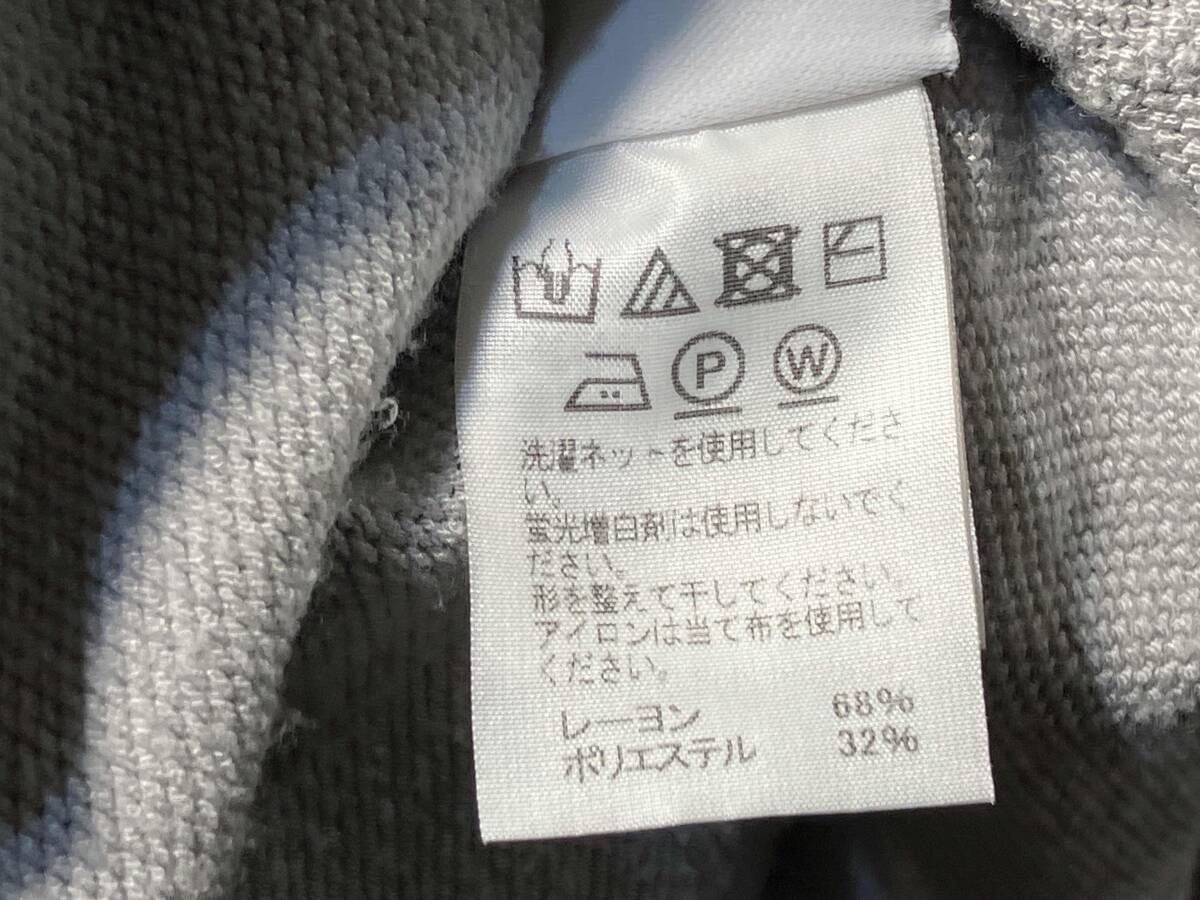 P W
洗濯ネットを使用してくださ
い。
蛍光増白剤は使用しないでく
ださい。
形を整えて干してください。
アイロンは当て布を使用して
ください。
レーヨン 68%
ポリエステル 32%